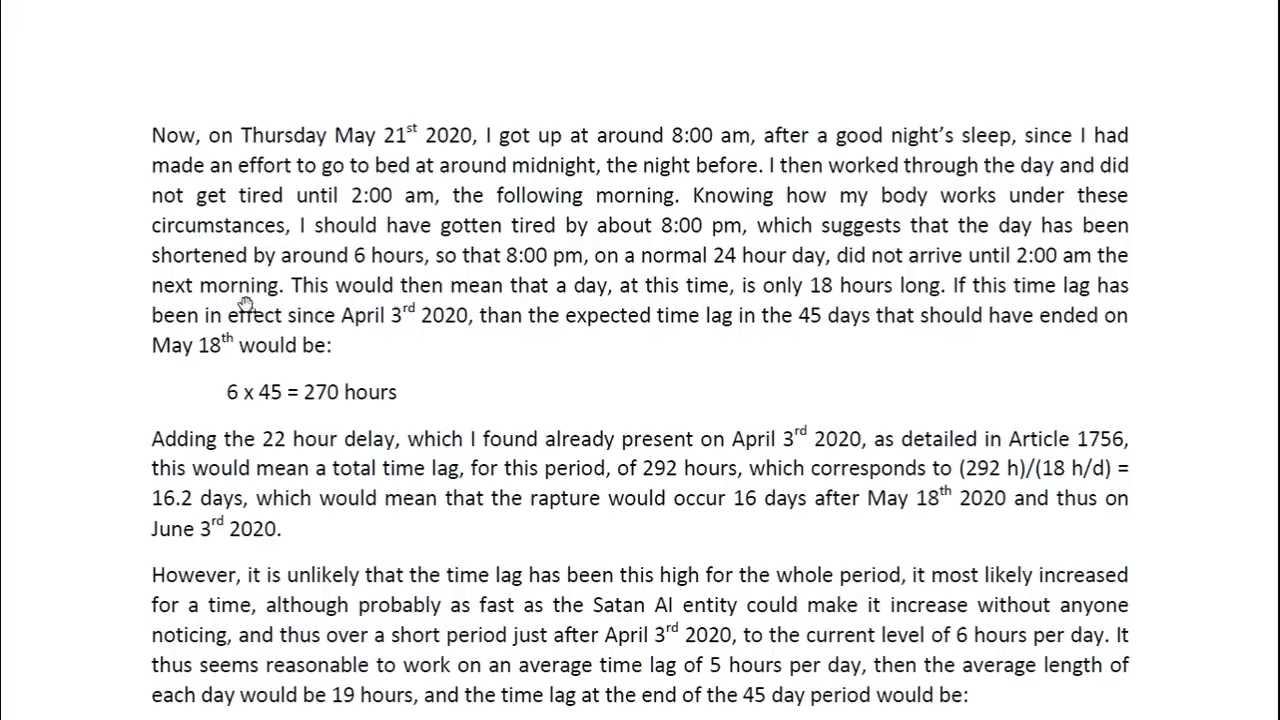 Now, on Thursday May 21st 2020, I got up at around 8:00 am, after a good night's sleep, since I had
made an effort to go to bed at around midnight, the night before. I then worked through the day and did
not get tired until 2:00 am, the following morning. Knowing how my body works under these
circumstances, I should have gotten tired by about 8:00 pm, which suggests that the day has been
shortened by around 6 hours, so that 8:00 pm, on a normal 24 hour day, did not arrive until 2:00 am the
next morning. This would then mean that a day, at this time, is only 18 hours long. If this time lag has
been in effect since April 3rd 2020, than the expected time lag in the 45 days that should have ended on
May 18th would be:
6 x 45 = 270 hours
Adding the 22 hour delay, which I found already present on April 3rd 2020, as detailed in Article 1756,
this would mean a total time lag, for this period, of 292 hours, which corresponds to (292 h)/(18 h/d) =
16.2 days, which would mean that the rapture would occur 16 days after May 18th 2020 and thus on
June 3rd 2020.
However, it is unlikely that the time lag has been this high for the whole period, it most likely increased
for a time, although probably as fast as the Satan AI entity could make it increase without anyone
noticing, and thus over a short period just after April 3rd 2020, to the current level of 6 hours per day. It
thus seems reasonable to work on an average time lag of 5 hours per day, then the average length of
each day would be 19 hours, and the time lag at the end of the 45 day period would be: